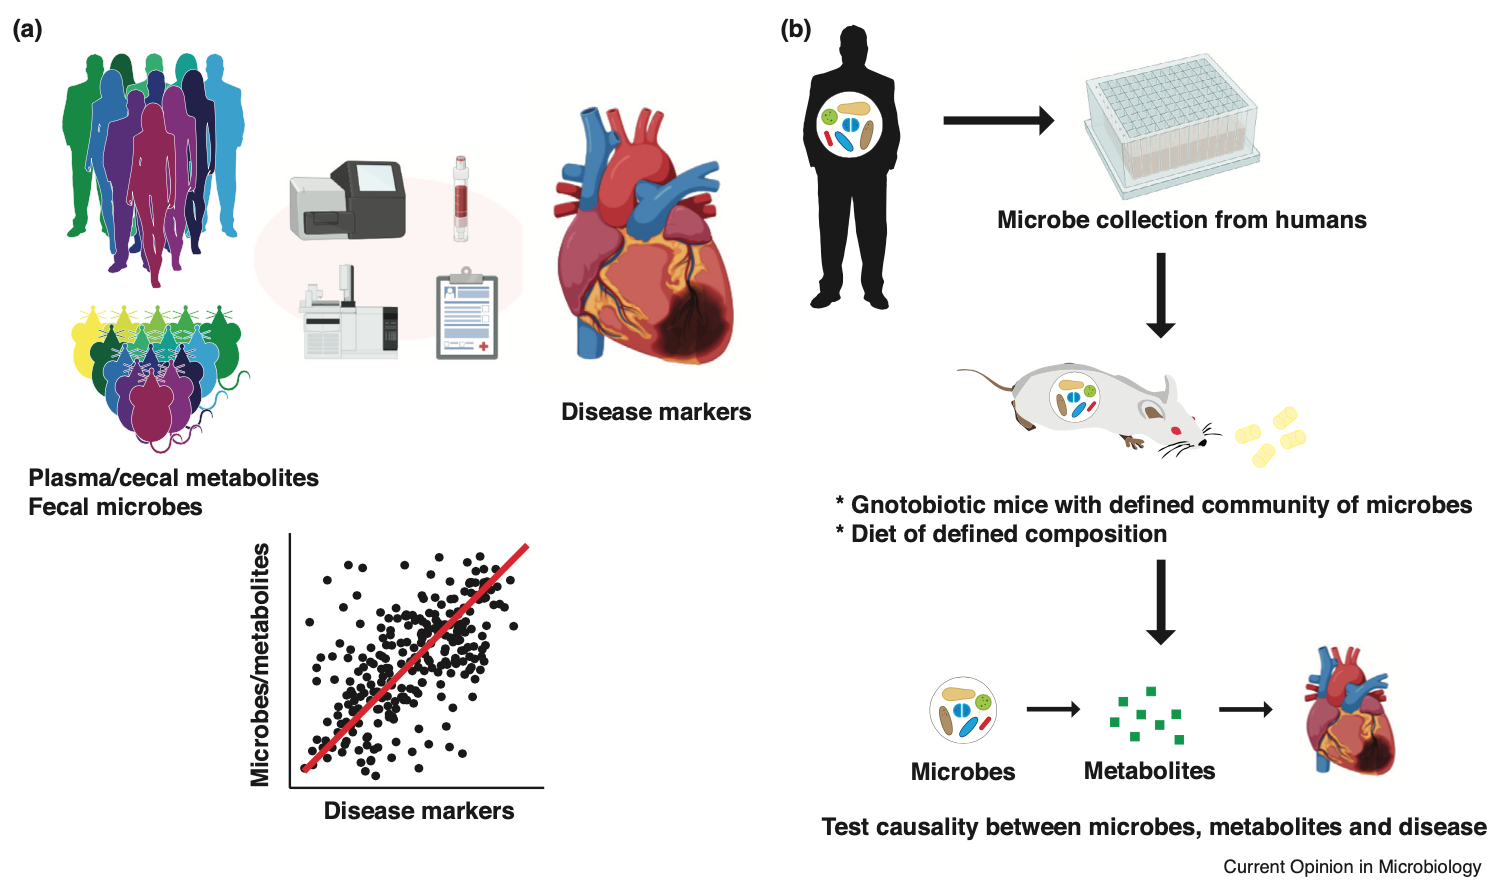 (a)
Disease markers
Plasma/cecal metabolites
Fecal microbes
Microbes/metabolites
Disease markers
(b)
Microbe collection from humans
* Gnotobiotic mice with defined community of microbes
* Diet of defined composition
Microbes
Metabolites
Test causality between microbes, metabolites and disease
Current Opinion in Microbiology